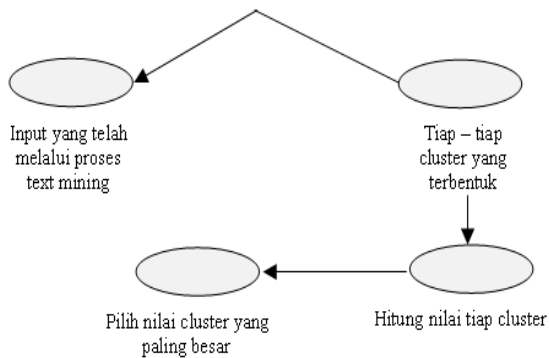 Input yang telah
melalui proses
text mining
Tiap – tiap
cluster yang
terbentuk
Hitung nilai tiap cluster
Pilih nilai cluster yang
paling besar